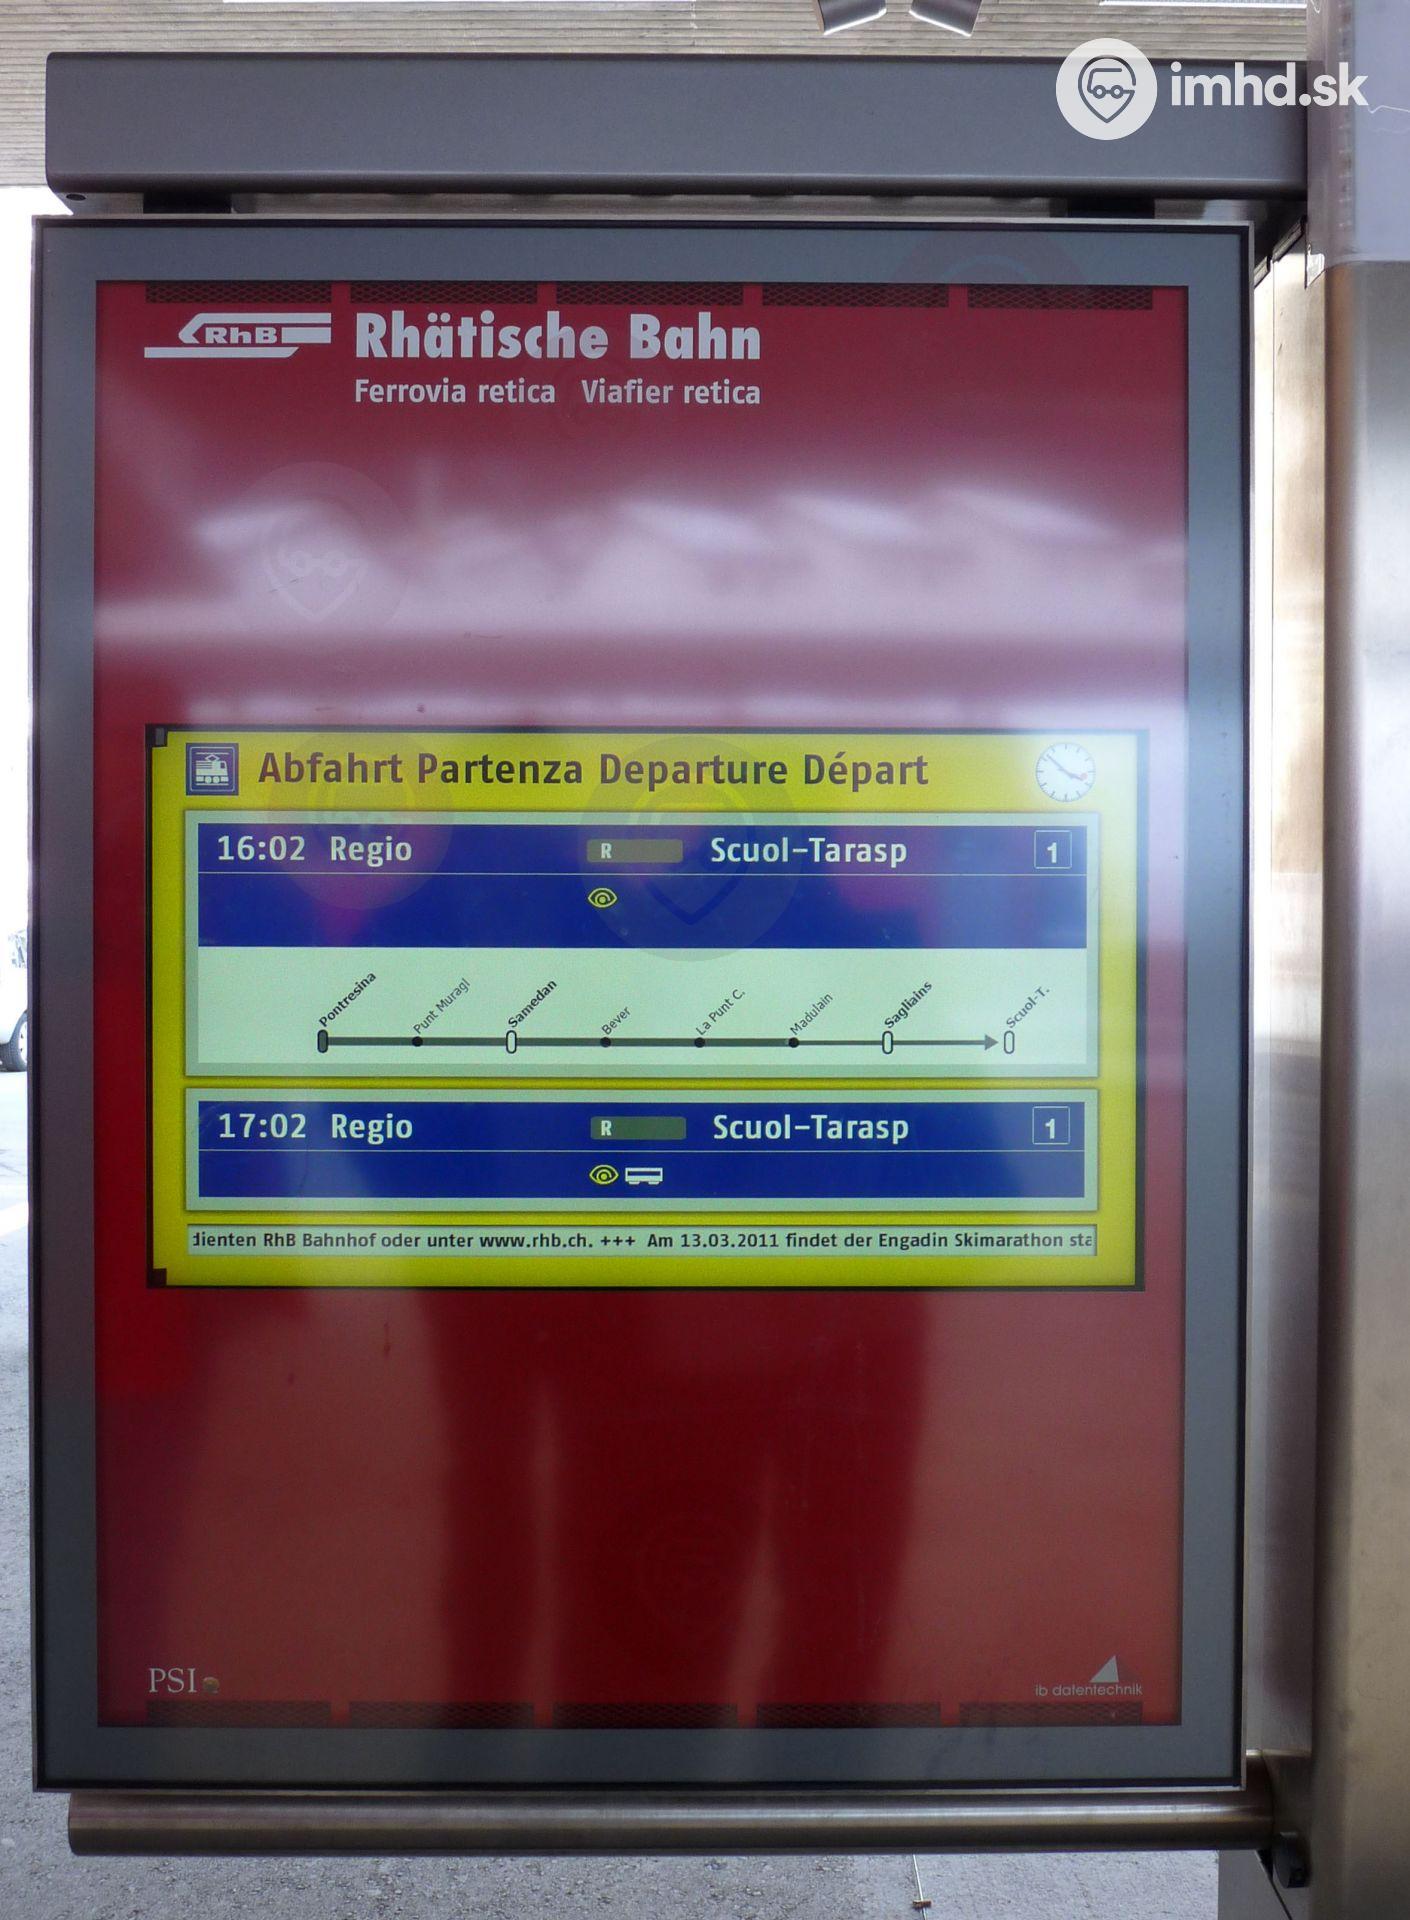 imhd.sk
RhB Rhätische Bahn
Ferrovia retica Viafier retica
Abfahrt Partenza Departure Départ
16:02 Regio R Scuol-Tarasp 1
Pontresina Punt Muragl Samedan Bever La Punt C. Madulain Sagliains Scuol-T.
17:02 Regio R Scuol-Tarasp 1
dienten RhB Bahnhof oder unter www.rhb.ch. +++ Am 13.03.2011 findet der Engadin Skimarathon sta
PSI ib datentechnik